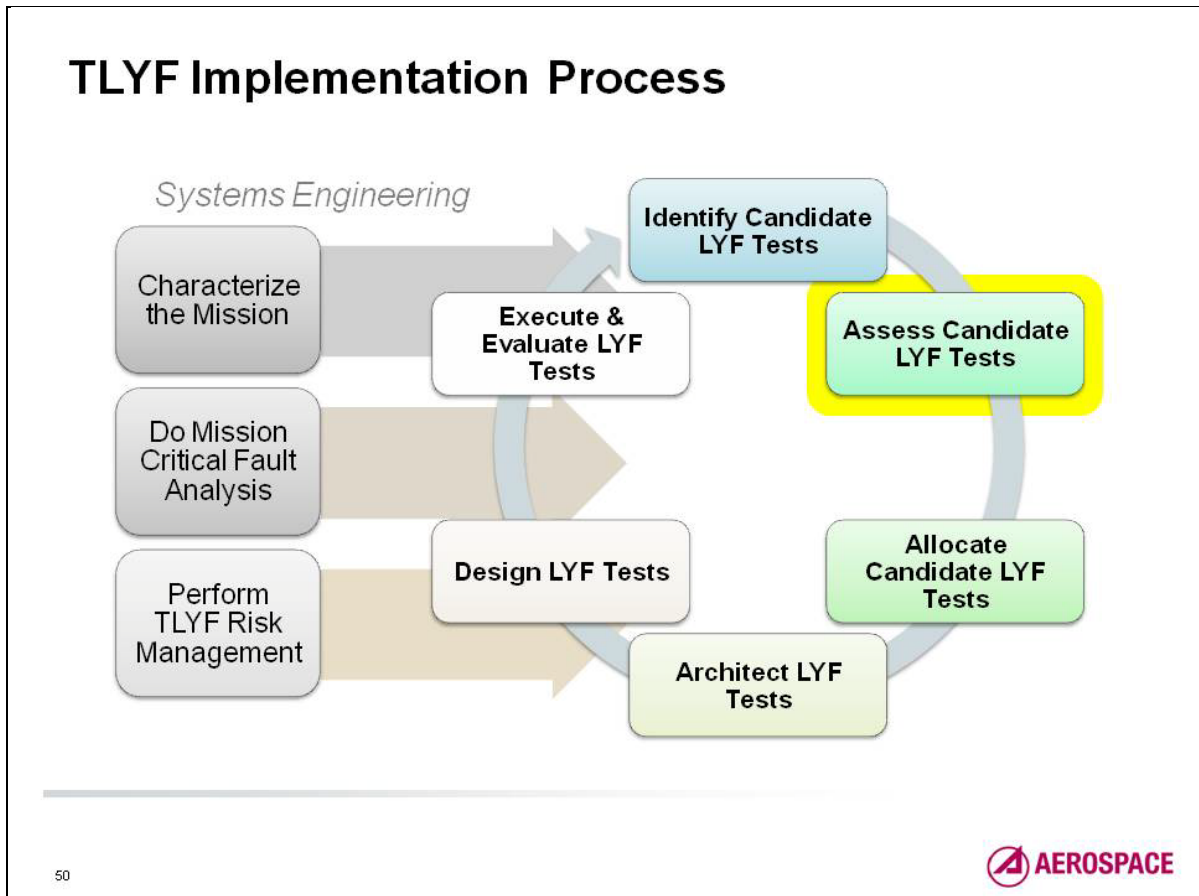 TLYF Implementation Process
Systems Engineering
Characterize
the Mission
Do Mission
Critical Fault
Analysis
Perform
TLYF Risk
Management
Identify Candidate
LYF Tests
Assess Candidate
LYF Tests
Allocate
Candidate LYF
Tests
Architect LYF
Tests
Design LYF Tests
Execute &
Evaluate LYF
Tests
50
AEROSPACE